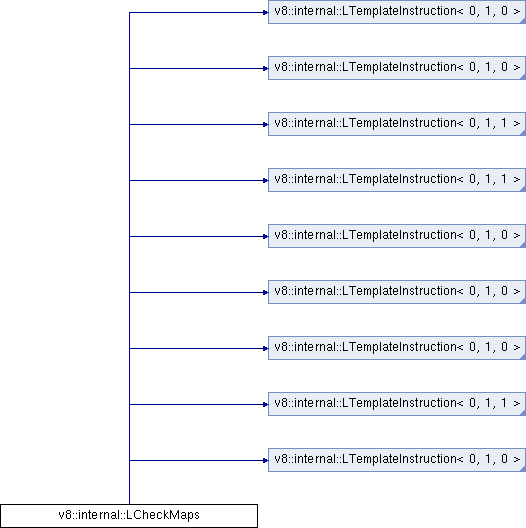 v8::internal::LTemplateInstruction< 0, 1, 0 >
v8::internal::LTemplateInstruction< 0, 1, 0 >
v8::internal::LTemplateInstruction< 0, 1, 1 >
v8::internal::LTemplateInstruction< 0, 1, 1 >
v8::internal::LTemplateInstruction< 0, 1, 0 >
v8::internal::LTemplateInstruction< 0, 1, 0 >
v8::internal::LTemplateInstruction< 0, 1, 0 >
v8::internal::LTemplateInstruction< 0, 1, 1 >
v8::internal::LTemplateInstruction< 0, 1, 0 >
v8::internal::LCheckMaps